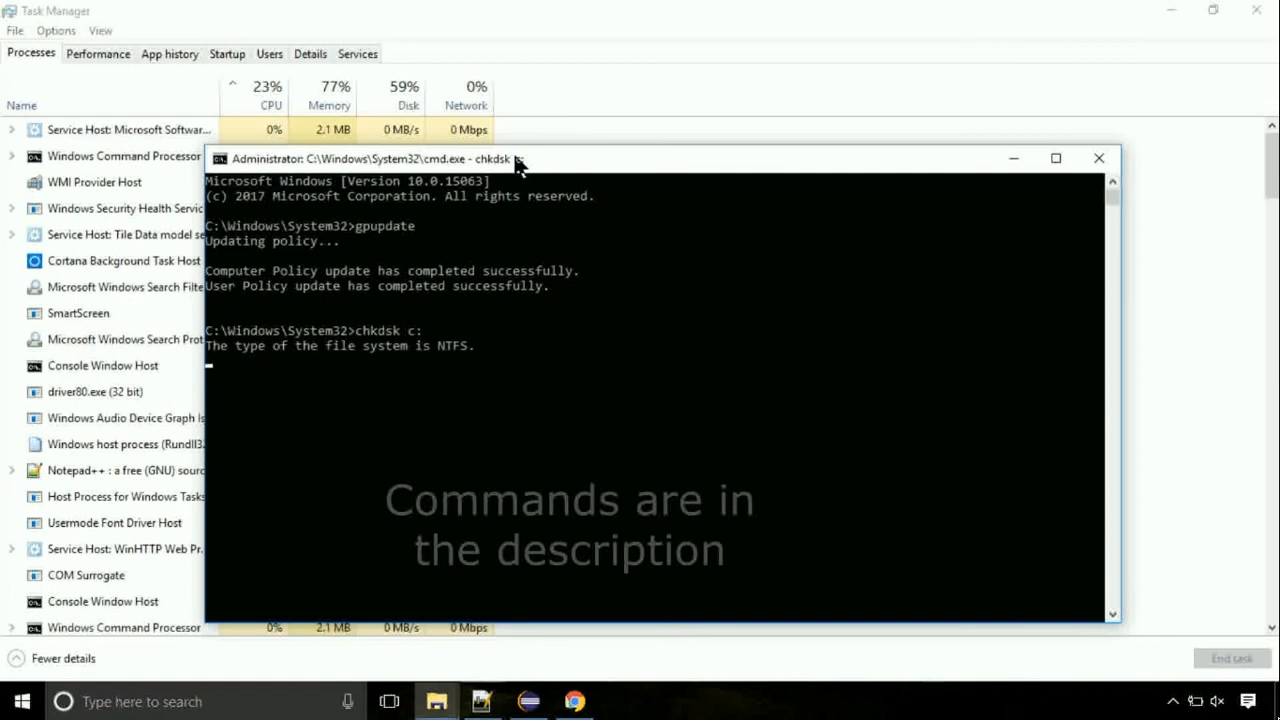 Task Manager
File Options View
Processes Performance App history Startup Users Details Services
23% 77% 59% 0%
Name CPU Memory Disk Network
Service Host: Microsoft Softwar... 0% 2.1 MB 0 MB/s 0 Mbps
Windows Command Processor
WMI Provider Host
Windows Security Health Servic
Service Host: Tile Data model se
Cortana Background Task Host
Microsoft Windows Search Filte
SmartScreen
Microsoft Windows Search Prot
Console Window Host
driver80.exe (32 bit)
Windows Audio Device Graph Is
Windows host process (Rundll3
Notepad++ : a free (GNU) sourc
Host Process for Windows Tasks
Usermode Font Driver Host
Service Host: WinHTTP Web Pr.
COM Surrogate
Console Window Host
Windows Command Processor 0% 2.1 MB 0 MB/s 0 Mbps
Administrator: C:\Windows\System32\cmd.exe - chkdsk
Microsoft Windows [Version 10.0.15063]
(c) 2017 Microsoft Corporation. All rights reserved.
C:\Windows\System32>gpupdate
Updating policy...
Computer Policy update has completed successfully.
User Policy update has completed successfully.
C:\Windows\System32>chkdsk c:
The type of the file system is NTFS.
Commands are in
the description
Fewer details
End task
Type here to search